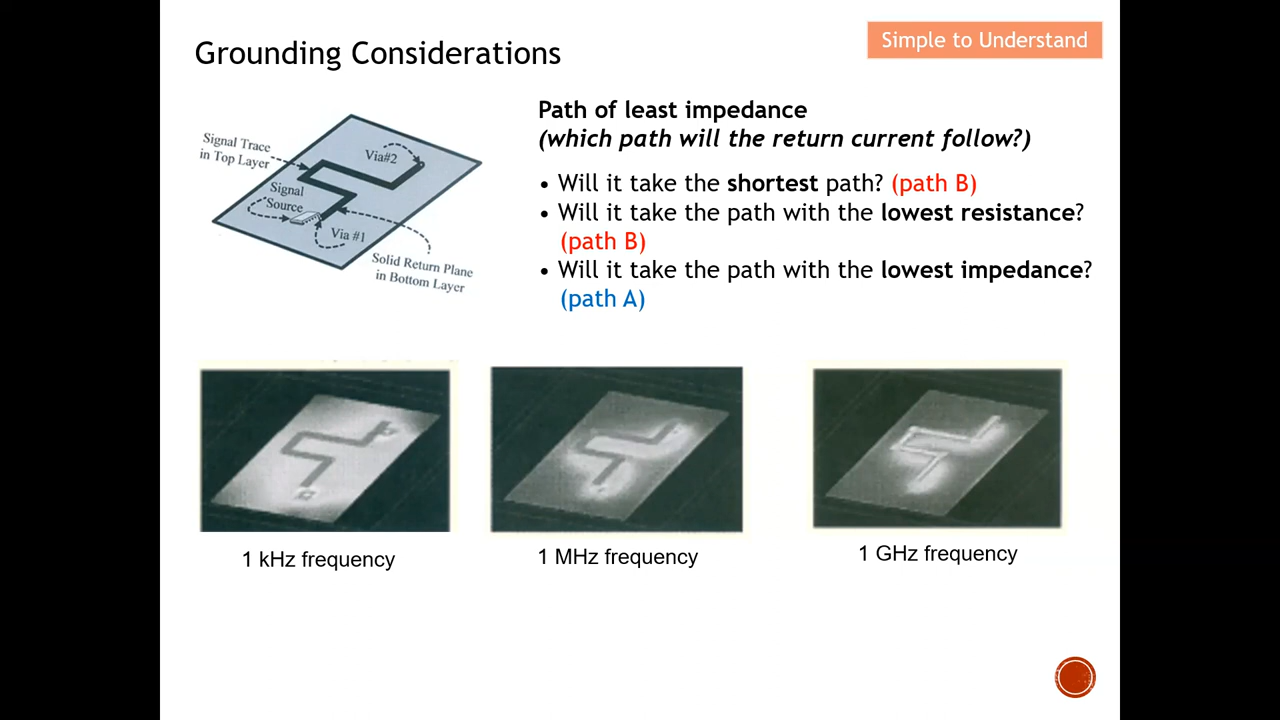 Grounding Considerations
Simple to Understand
Signal Trace
in Top Layer
Via#2
Signal
Source
Via #1
Solid Return Plane
in Bottom Layer
Path of least impedance
(which path will the return current follow?)
• Will it take the shortest path? (path B)
• Will it take the path with the lowest resistance?
(path B)
• Will it take the path with the lowest impedance?
(path A)
1 kHz frequency
1 MHz frequency
1 GHz frequency